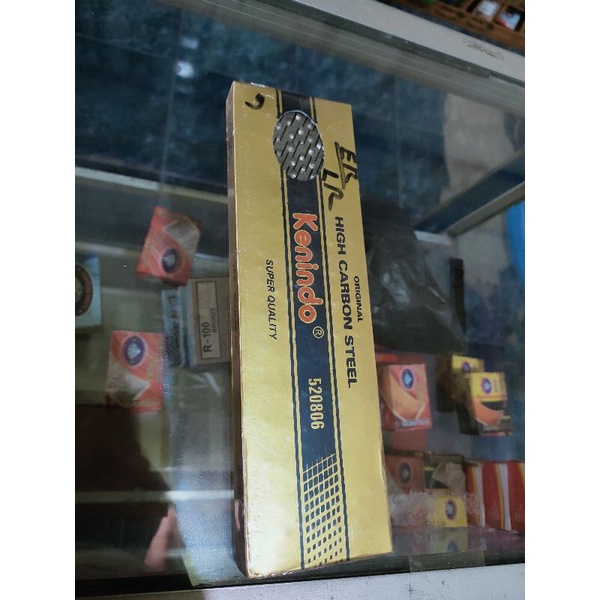 ER
LR
ORIGINAL
HIGH CARBON STEEL
Kenindo®
SUPER QUALITY
520806
R-100